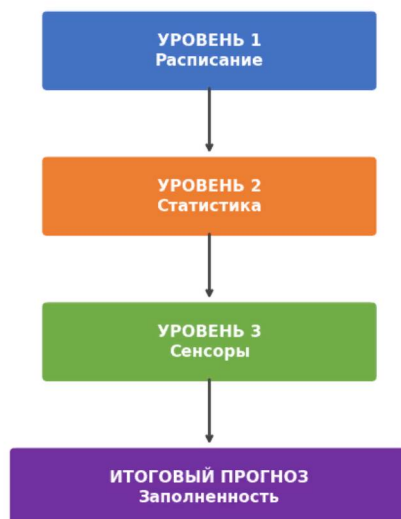 УРОВЕНЬ 1
Расписание
УРОВЕНЬ 2
Статистика
УРОВЕНЬ 3
Сенсоры
ИТОГОВЫЙ ПРОГНОЗ
Заполненность